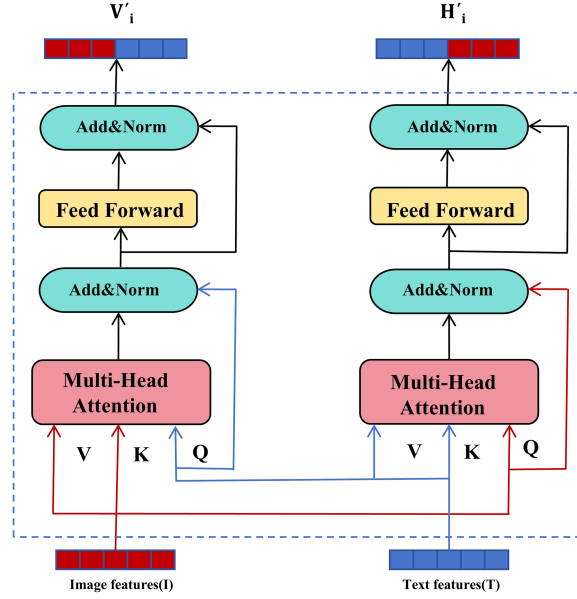 V′ᵢ
H′ᵢ
Add&Norm
Add&Norm
Feed Forward
Feed Forward
Add&Norm
Add&Norm
Multi-Head
Attention
Multi-Head
Attention
V K Q
V K Q
Image features(I)
Text features(T)